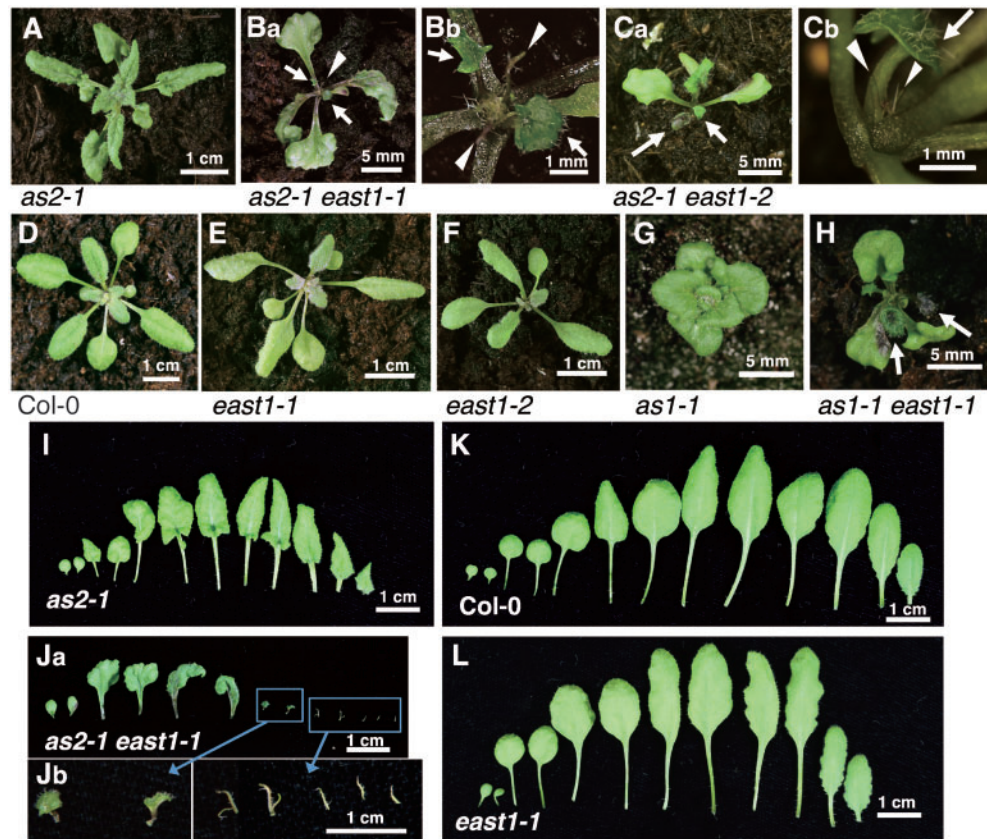 A Ba Bb Ca Cb
1 cm 5 mm 1 mm 5 mm 1 mm
as2-1 as2-1 east1-1 as2-1 east1-2
D E F G H
1 cm 1 cm 1 cm 5 mm 5 mm
Col-0 east1-1 east1-2 as1-1 as1-1 east1-1
I
as2-1
1 cm
K
Col-0
1 cm
Ja
as2-1 east1-1
1 cm
Jb
1 cm
L
east1-1
1 cm